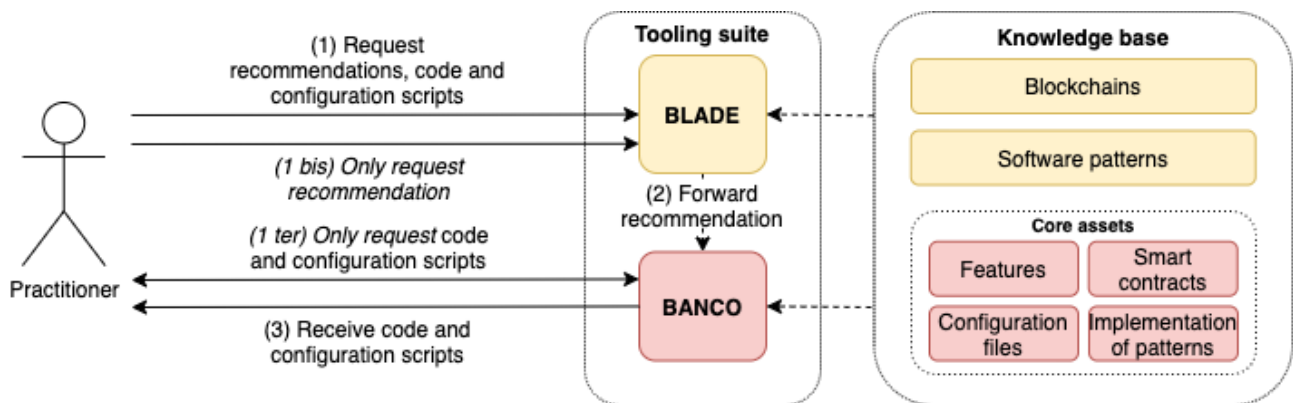 (1) Request
recommendations, code and
configuration scripts
(1 bis) Only request
recommendation
(1 ter) Only request code
and configuration scripts
(3) Receive code and
configuration scripts
Practitioner
Tooling suite
BLADE
(2) Forward
recommendation
BANCO
Knowledge base
Blockchains
Software patterns
Core assets
Features
Smart
contracts
Configuration
files
Implementation
of patterns